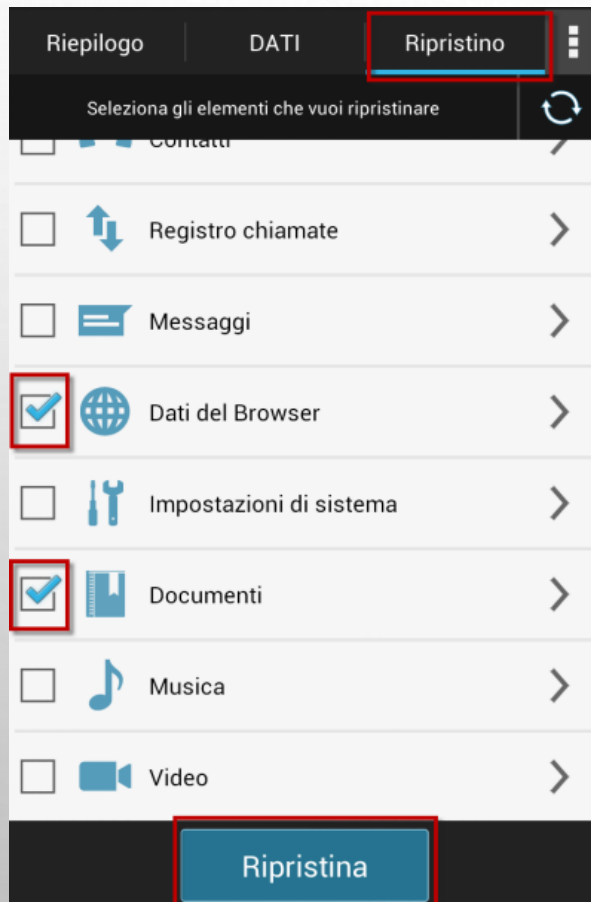 Riepilogo DATI Ripristino
Seleziona gli elementi che vuoi ripristinare
Contatti
Registro chiamate
Messaggi
Dati del Browser
Impostazioni di sistema
Documenti
Musica
Video
Ripristina